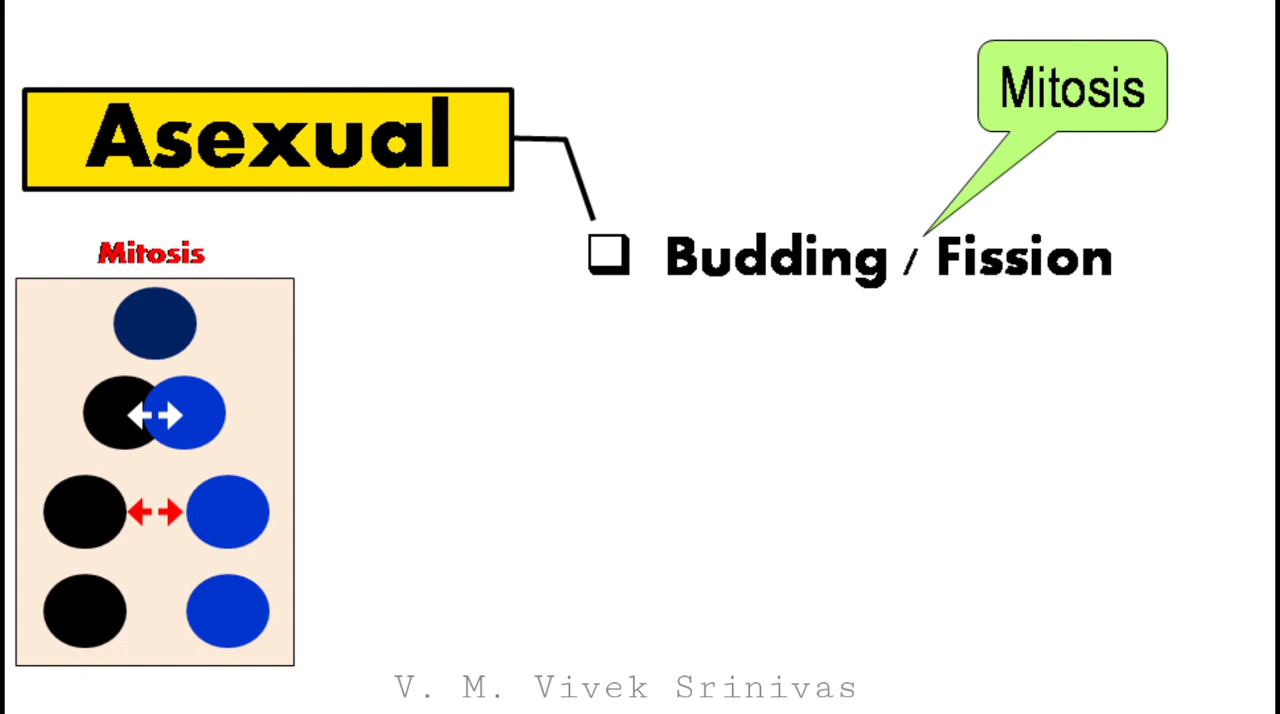 Mitosis
Asexual
Mitosis
❑ Budding / Fission
V. M. Vivek Srinivas